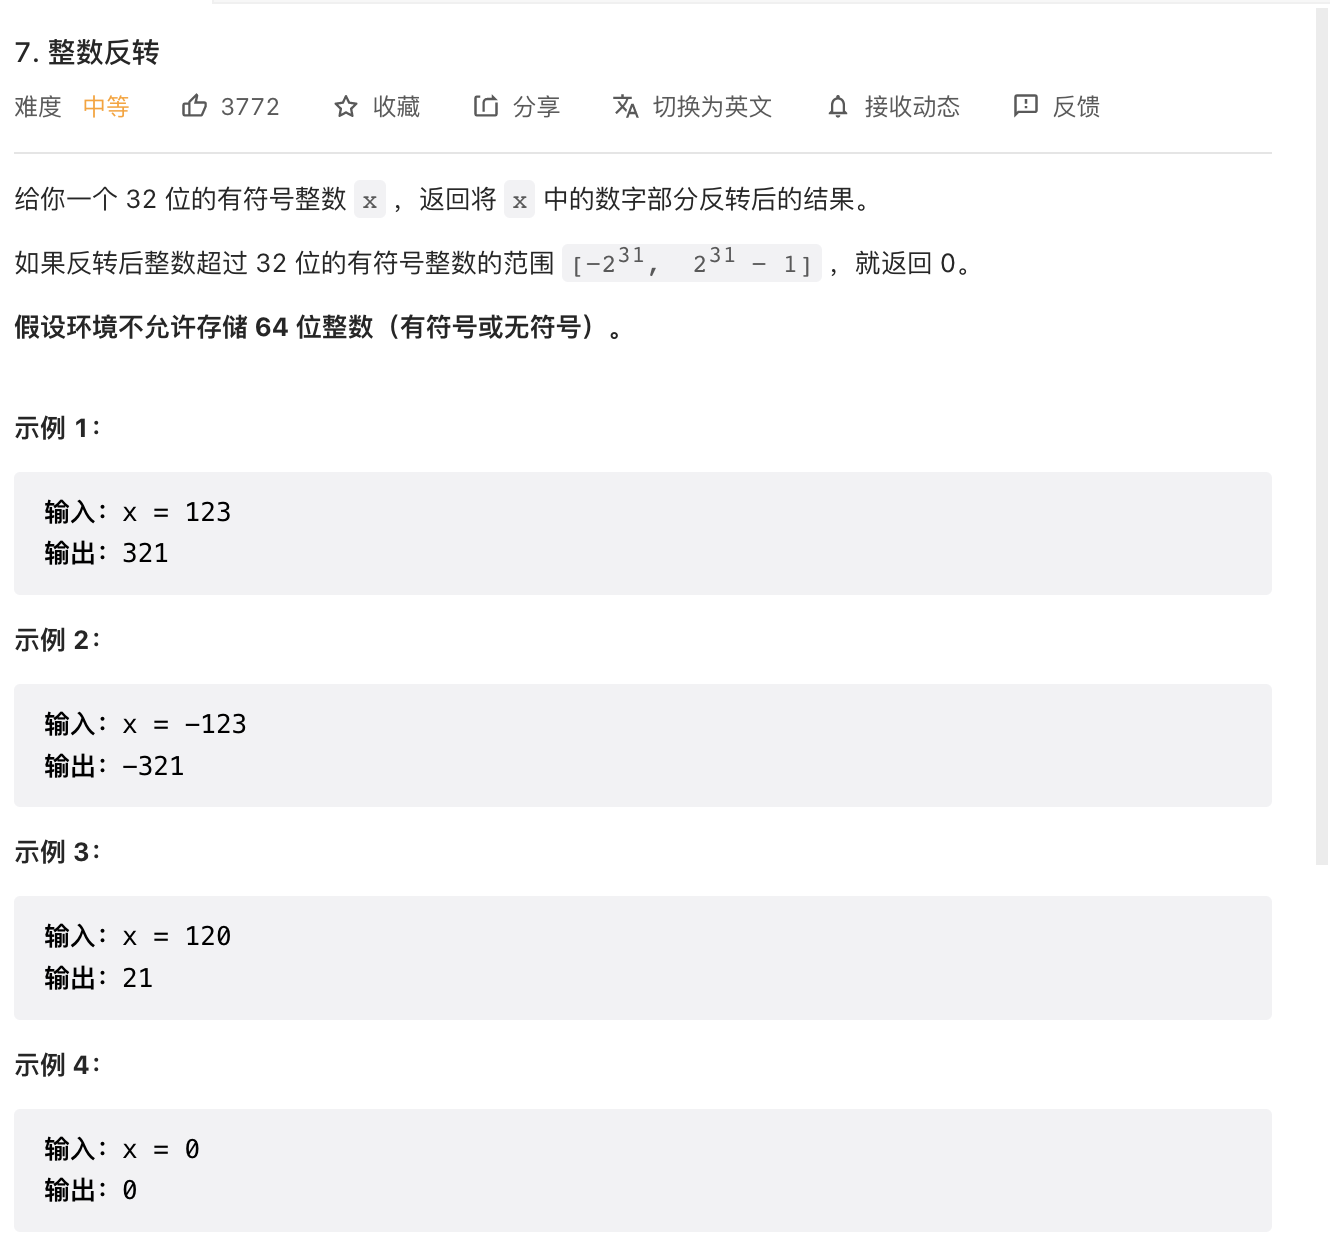 7. 整数反转
难度 中等 3772 收藏 分享 切换为英文 接收动态 反馈
给你一个 32 位的有符号整数 x ，返回将 x 中的数字部分反转后的结果。
如果反转后整数超过 32 位的有符号整数的范围 [−2³¹, 2³¹ − 1] ，就返回 0。
假设环境不允许存储 64 位整数（有符号或无符号）。
示例 1：
输入：x = 123
输出：321
示例 2：
输入：x = -123
输出：-321
示例 3：
输入：x = 120
输出：21
示例 4：
输入：x = 0
输出：0